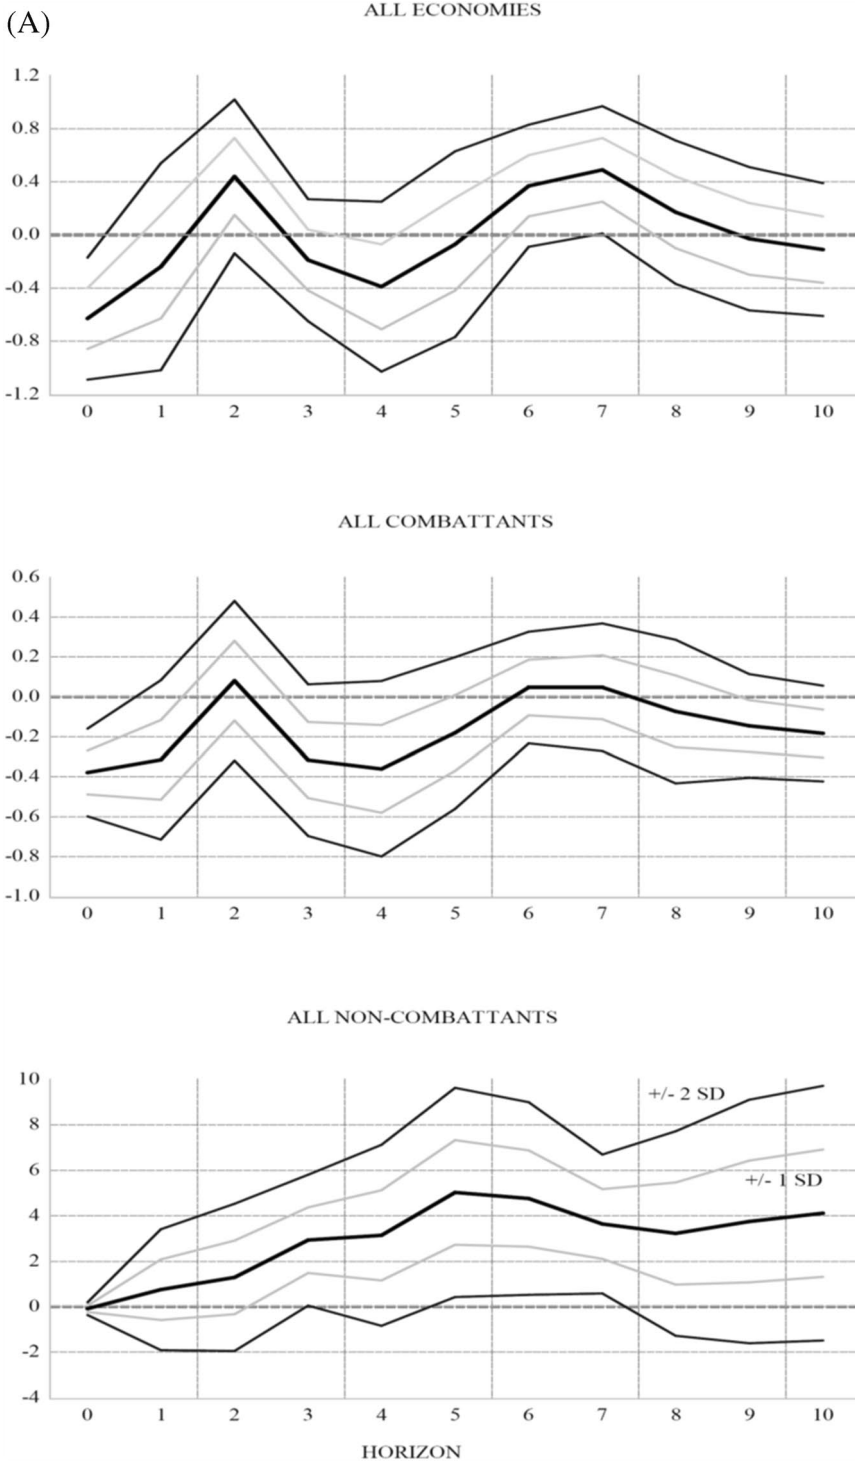 (A)
ALL ECONOMIES
1.2
0.8
0.4
0.0
-0.4
-0.8
-1.2
0 1 2 3 4 5 6 7 8 9 10
ALL COMBATTANTS
0.6
0.4
0.2
0.0
-0.2
-0.4
-0.6
-0.8
-1.0
0 1 2 3 4 5 6 7 8 9 10
ALL NON-COMBATTANTS
10
+/- 2 SD
8
6
+/- 1 SD
4
2
0
-2
-4
0 1 2 3 4 5 6 7 8 9 10
HORIZON